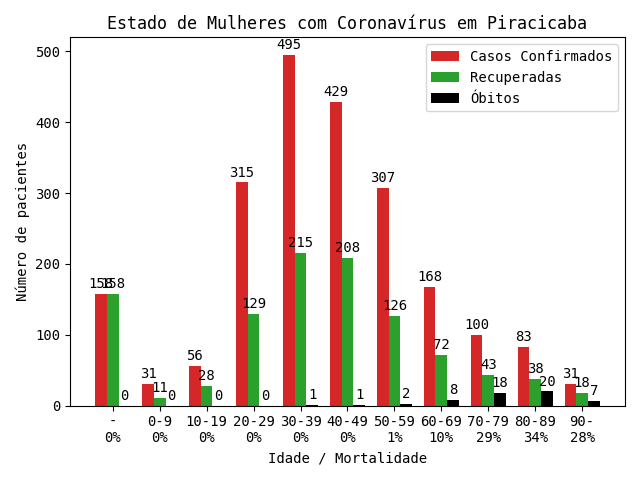 Estado de Mulheres com Coronavírus em Piracicaba
Casos Confirmados
Recuperadas
Óbitos
Número de pacientes
500
400
300
200
100
0
158 158 0
31 11 0
56 28 0
315 129 0
495 215 1
429 208 1
307 126 2
168 72 8
100 43 18
83 38 20
31 18 7
- 0-9 10-19 20-29 30-39 40-49 50-59 60-69 70-79 80-89 90-
0% 0% 0% 0% 0% 0% 1% 10% 29% 34% 28%
Idade / Mortalidade